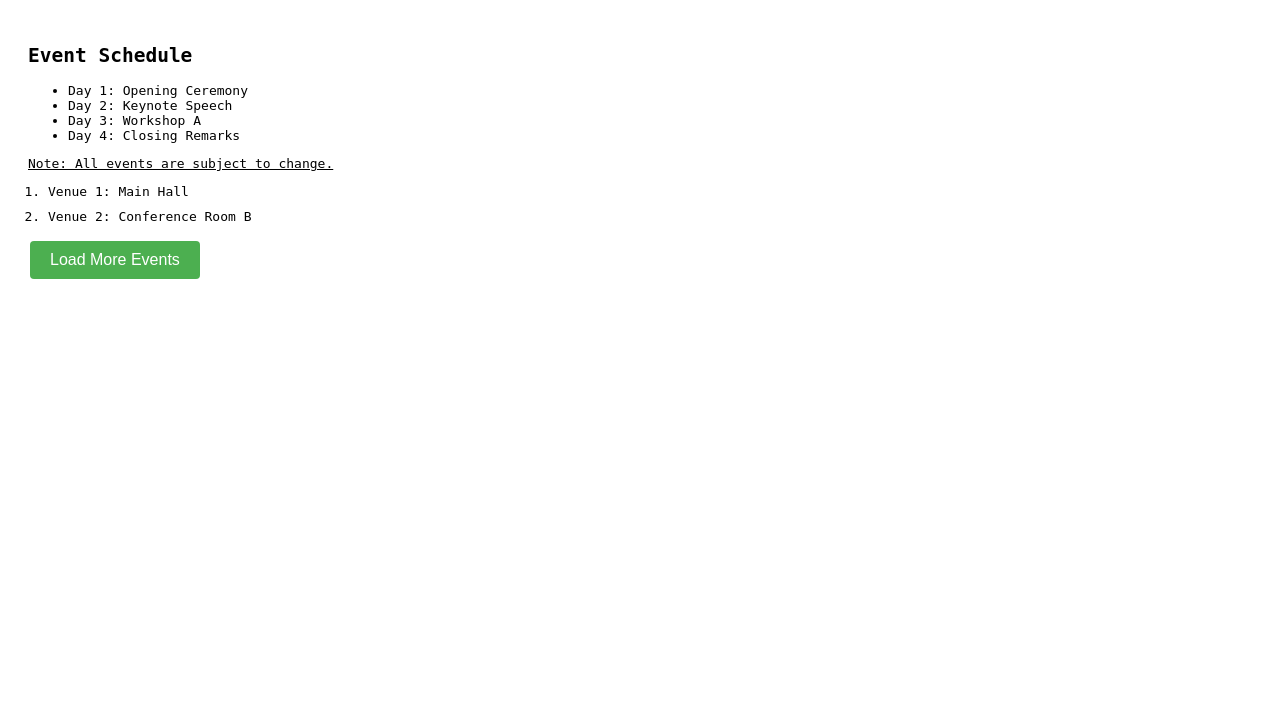 Event Schedule
• Day 1: Opening Ceremony
• Day 2: Keynote Speech
• Day 3: Workshop A
• Day 4: Closing Remarks
Note: All events are subject to change.
1. Venue 1: Main Hall
2. Venue 2: Conference Room B
Load More Events